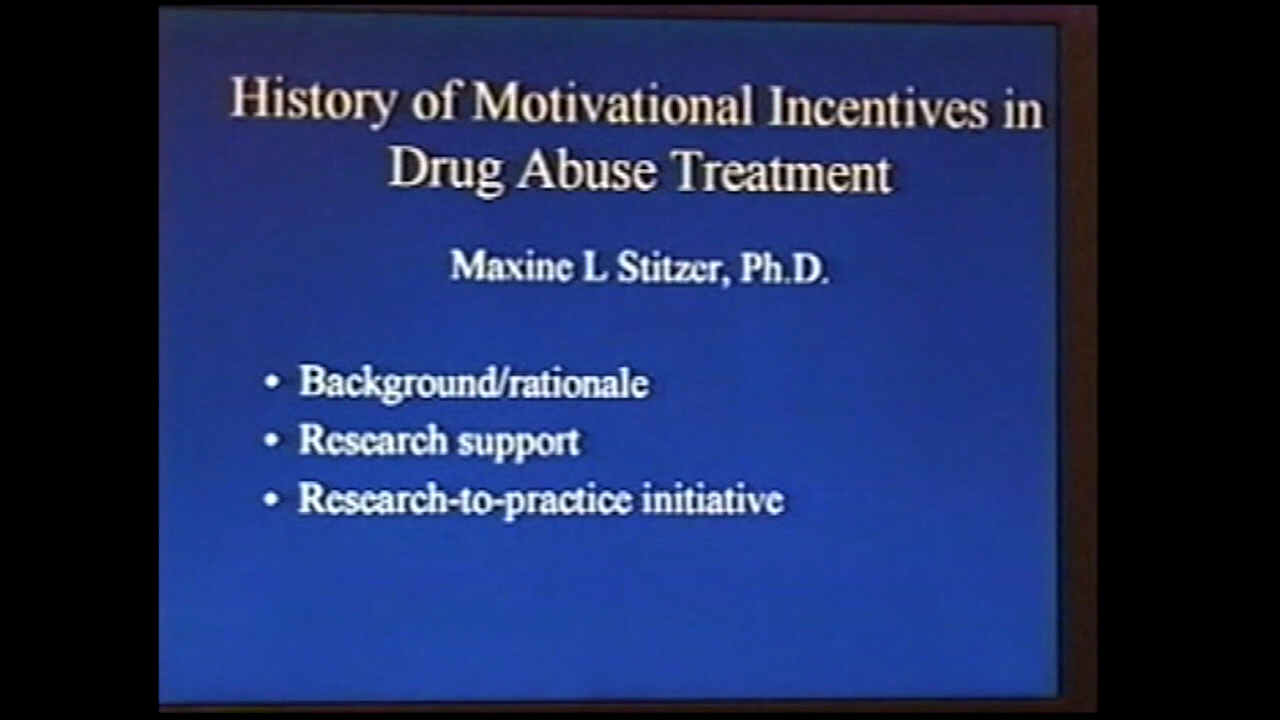 History of Motivational Incentives in
Drug Abuse Treatment
Maxine L Stitzer, Ph.D.
• Background/rationale
• Research support
• Research-to-practice initiative